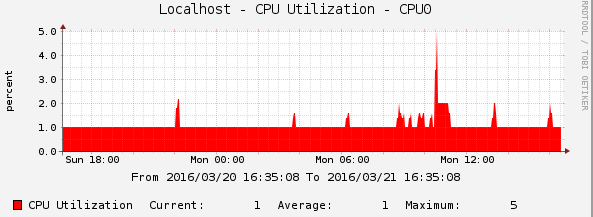 Localhost - CPU Utilization - CPU0
RRDTOOL / TOBI OETIKER
percent
5.0
4.0
3.0
2.0
1.0
0.0
Sun 18:00 Mon 00:00 Mon 06:00 Mon 12:00
From 2016/03/20 16:35:08 To 2016/03/21 16:35:08
CPU Utilization Current: 1 Average: 1 Maximum: 5